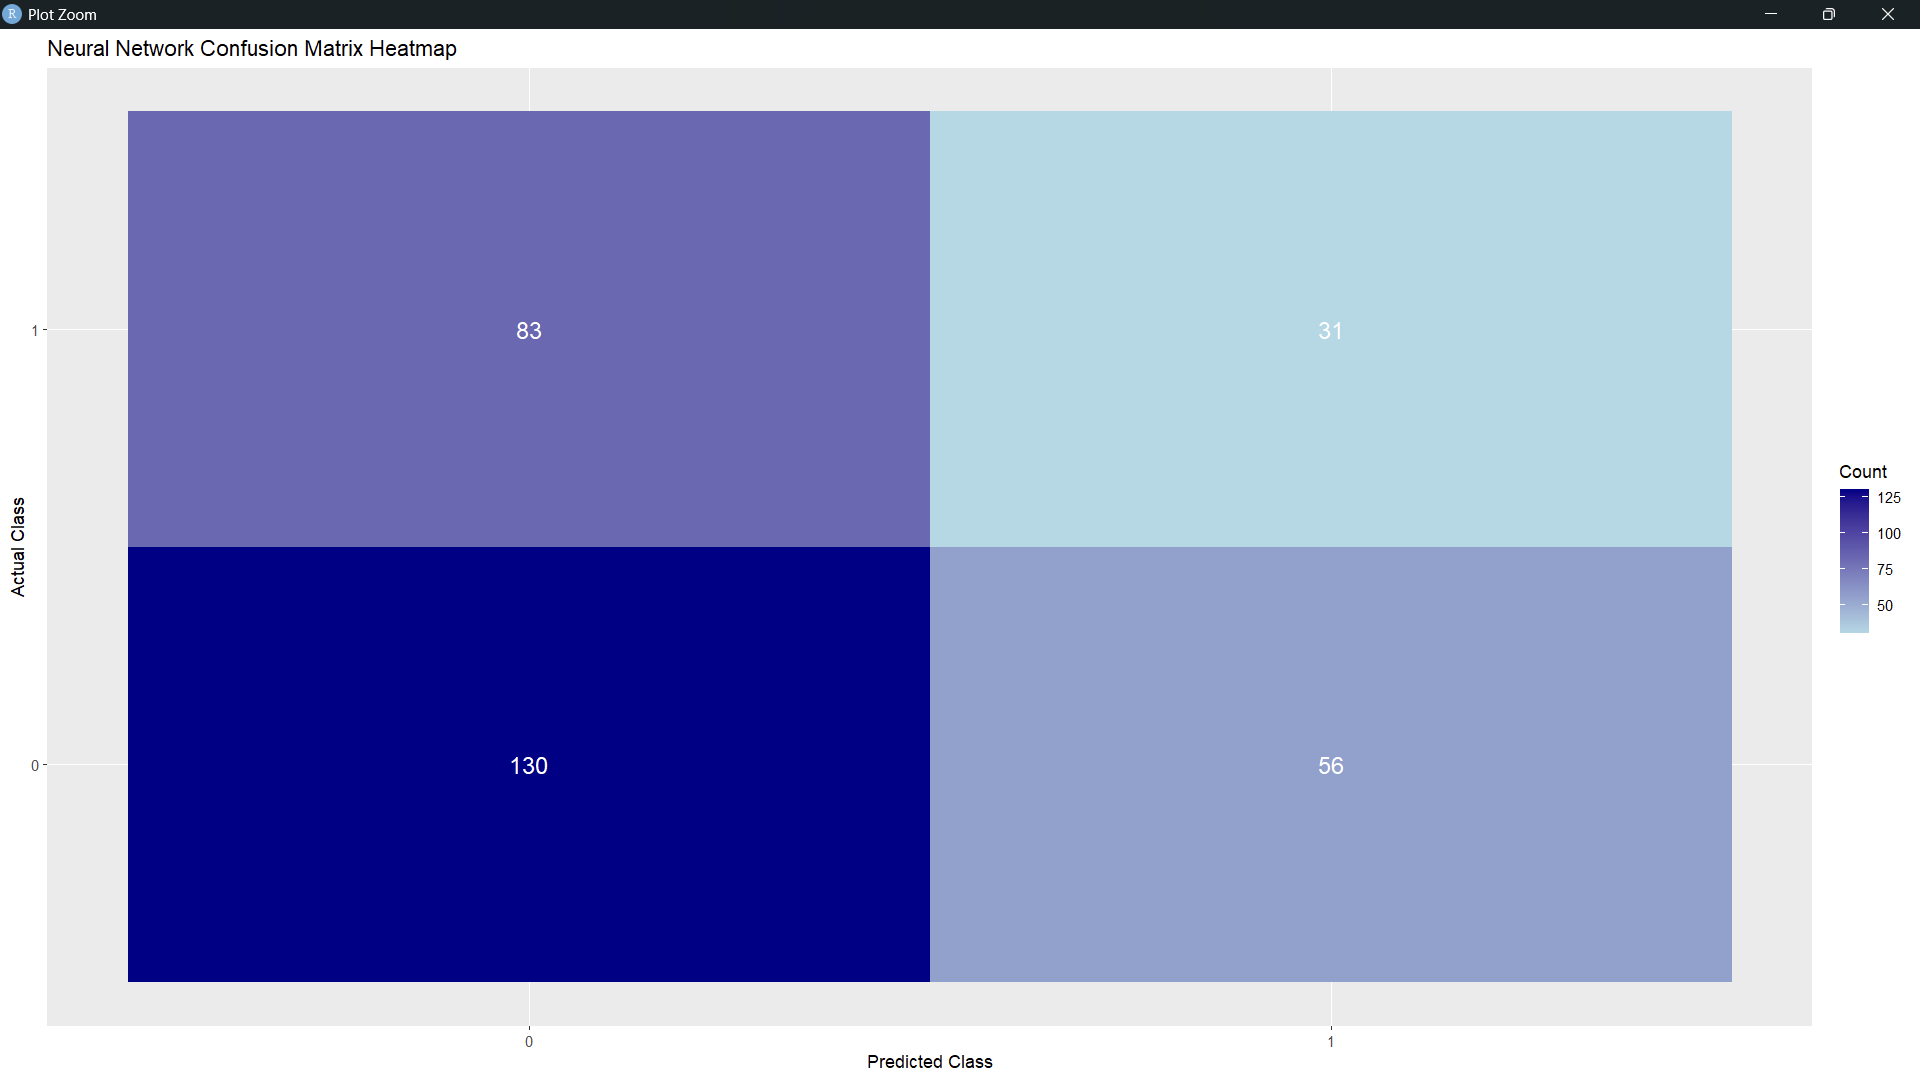 R Plot Zoom
Neural Network Confusion Matrix Heatmap
83
31
130
56
1
0
Actual Class
0
1
Predicted Class
Count
125
100
75
50